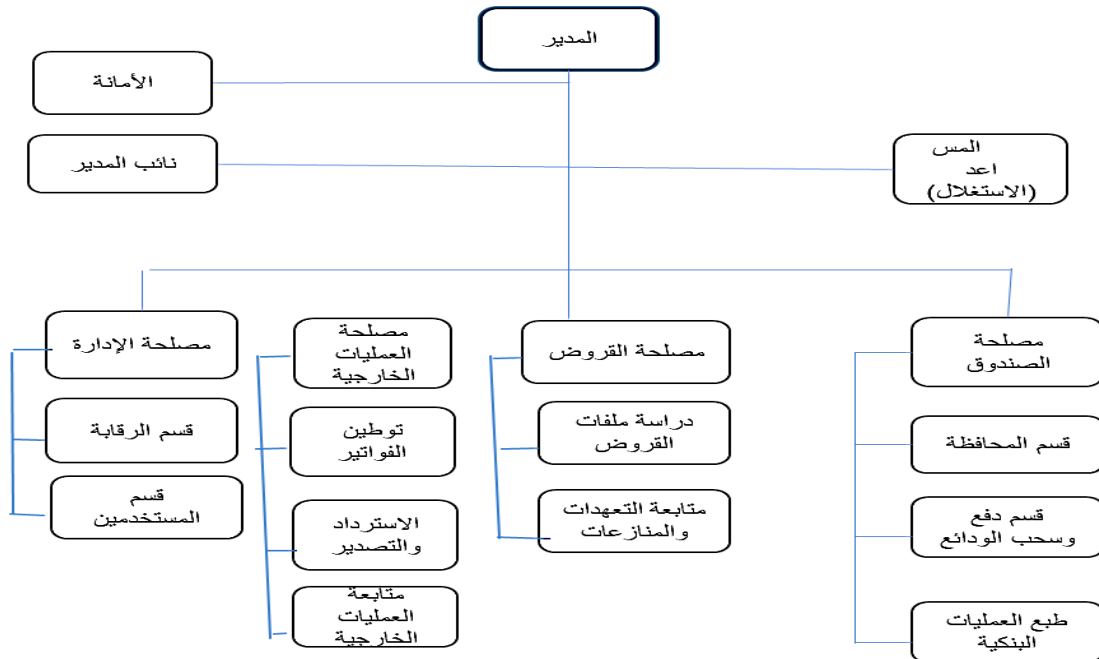 المدير
الأمانة
نائب المدير
المس
اعد
(الاستغلال)
مصلحة
الصندوق
قسم المحافظة
قسم دفع
وسحب الودائع
طبع العمليات
البنكية
مصلحة القروض
دراسة ملفات
القروض
متابعة التعهدات
والمنازعات
مصلحة
العمليات
الخارجية
توطين
الفواتير
الاسترداد
والتصدير
متابعة
العمليات
الخارجية
مصلحة الإدارة
قسم الرقابة
قسم
المستخدمين